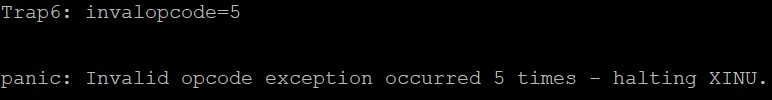 Trap6: invalopcode=5
panic: Invalid opcode exception occurred 5 times - halting XINU.